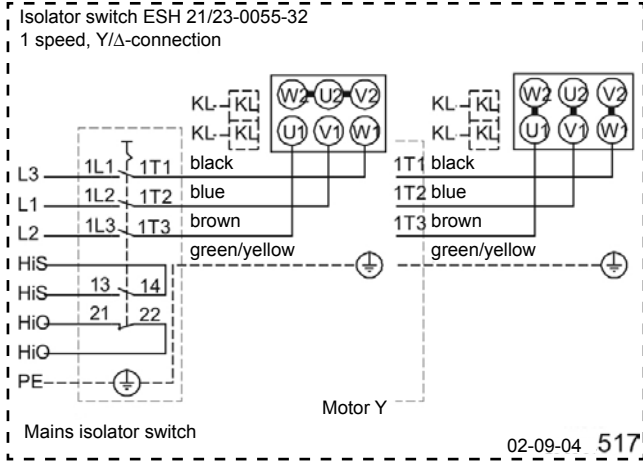 Isolator switch ESH 21/23-0055-32
1 speed, Y/Δ-connection
KL KL W2 U2 V2
KL KL U1 V1 W1
KL KL W2 U2 V2
KL KL U1 V1 W1
L3 1L1 1T1 black 1T1 black
L1 1L2 1T2 blue 1T2 blue
L2 1L3 1T3 brown 1T3 brown
HiS green/yellow green/yellow
HiS 13 14
HiO 21 22
HiO
PE
Motor Y
Mains isolator switch
02-09-04 517